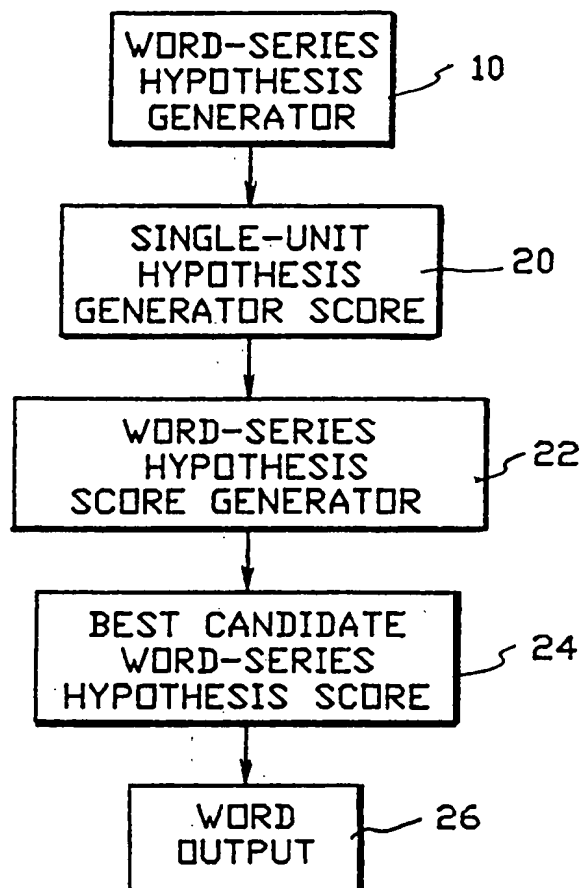 WORD-SERIES
HYPOTHESIS
GENERATOR
10
SINGLE-UNIT
HYPOTHESIS
GENERATOR SCORE
20
WORD-SERIES
HYPOTHESIS
SCORE GENERATOR
22
BEST CANDIDATE
WORD-SERIES
HYPOTHESIS SCORE
24
WORD
OUTPUT
26